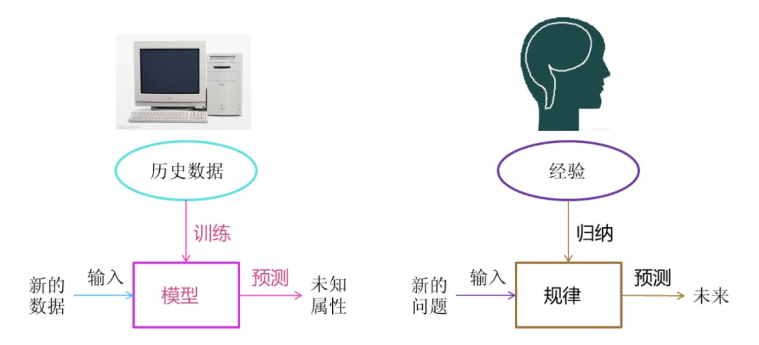 历史数据
训练
新的
数据
输入
模型
预测
未知
属性
经验
归纳
新的
问题
输入
规律
预测
未来